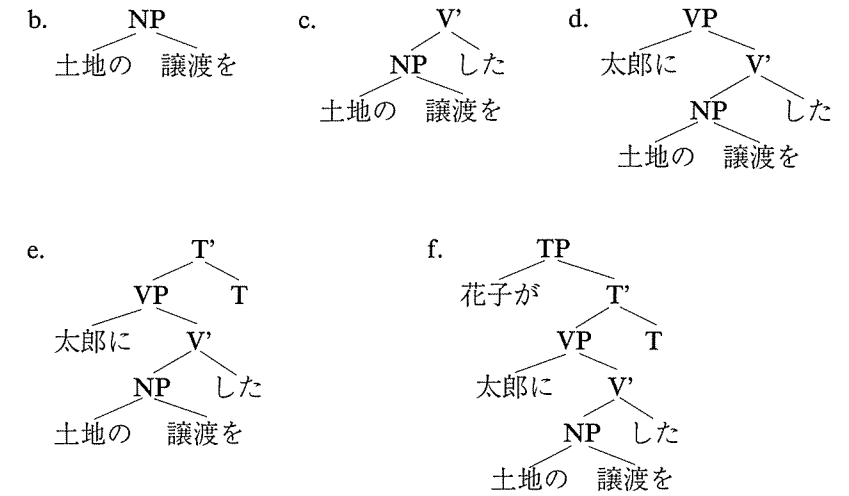 b. NP c. V' d. VP
土地の 譲渡を NP した 太郎に V'
土地の 譲渡を NP した
土地の 譲渡を
e. T' f. TP
VP T 花子が T'
太郎に V' VP T
NP した 太郎に V'
土地の 譲渡を NP した
土地の 譲渡を